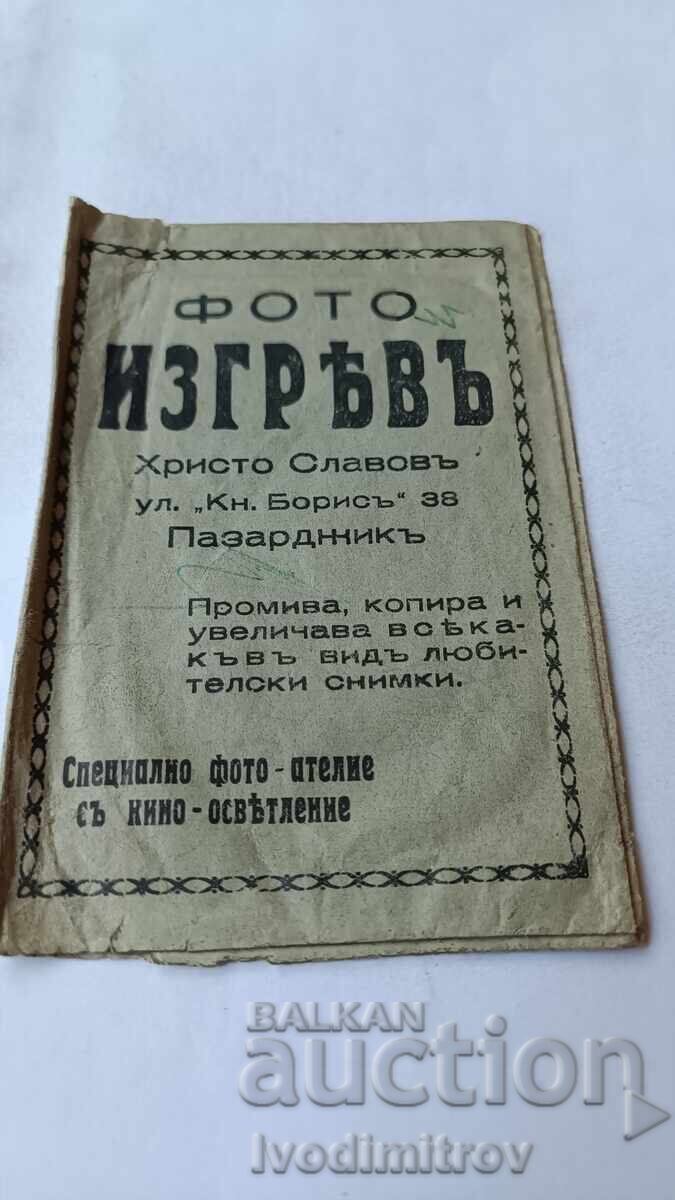 ФОТО
ИЗГРѢВЪ
Христо Славовъ
ул. „Кн. Борисъ“ 38
Пазарджикъ
Промива, копира и
увеличава всѣка-
къвъ видъ люби-
телски снимки.
Специално фото-ателие
съ кино-освѣтление
BALKAN
auction
Ivodimitrov